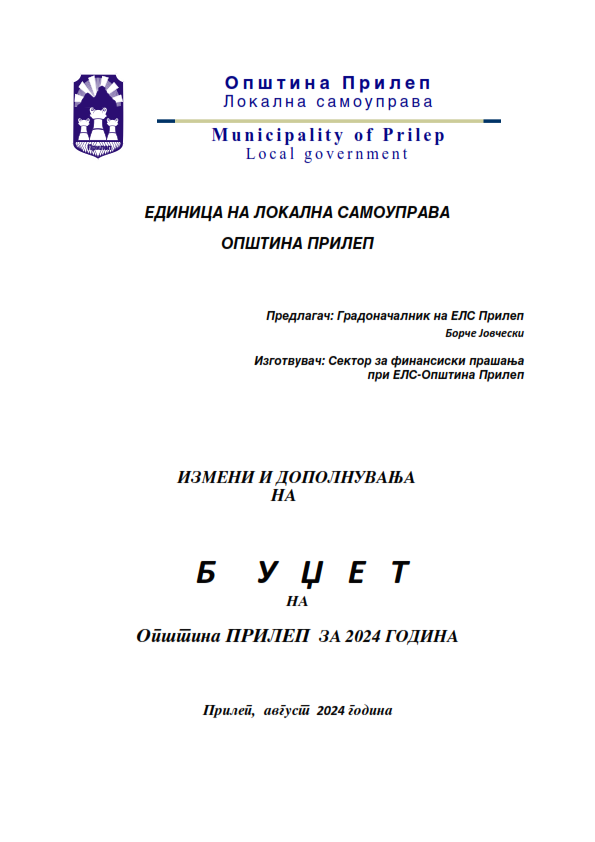 Општина Прилеп
Локална самоуправа
Municipality of Prilep
Local government
Прилеп
ЕДИНИЦА НА ЛОКАЛНА САМОУПРАВА
ОПШТИНА ПРИЛЕП
Предлагач: Градоначалник на ЕЛС Прилеп
Борче Јовчески
Изготвувач: Сектор за финансиски прашања
при ЕЛС-Општина Прилеп
ИЗМЕНИ И ДОПОЛНУВАЊА
НА
Б У Џ Е Т
НА
Општина ПРИЛЕП ЗА 2024 ГОДИНА
Прилеп, август 2024 година